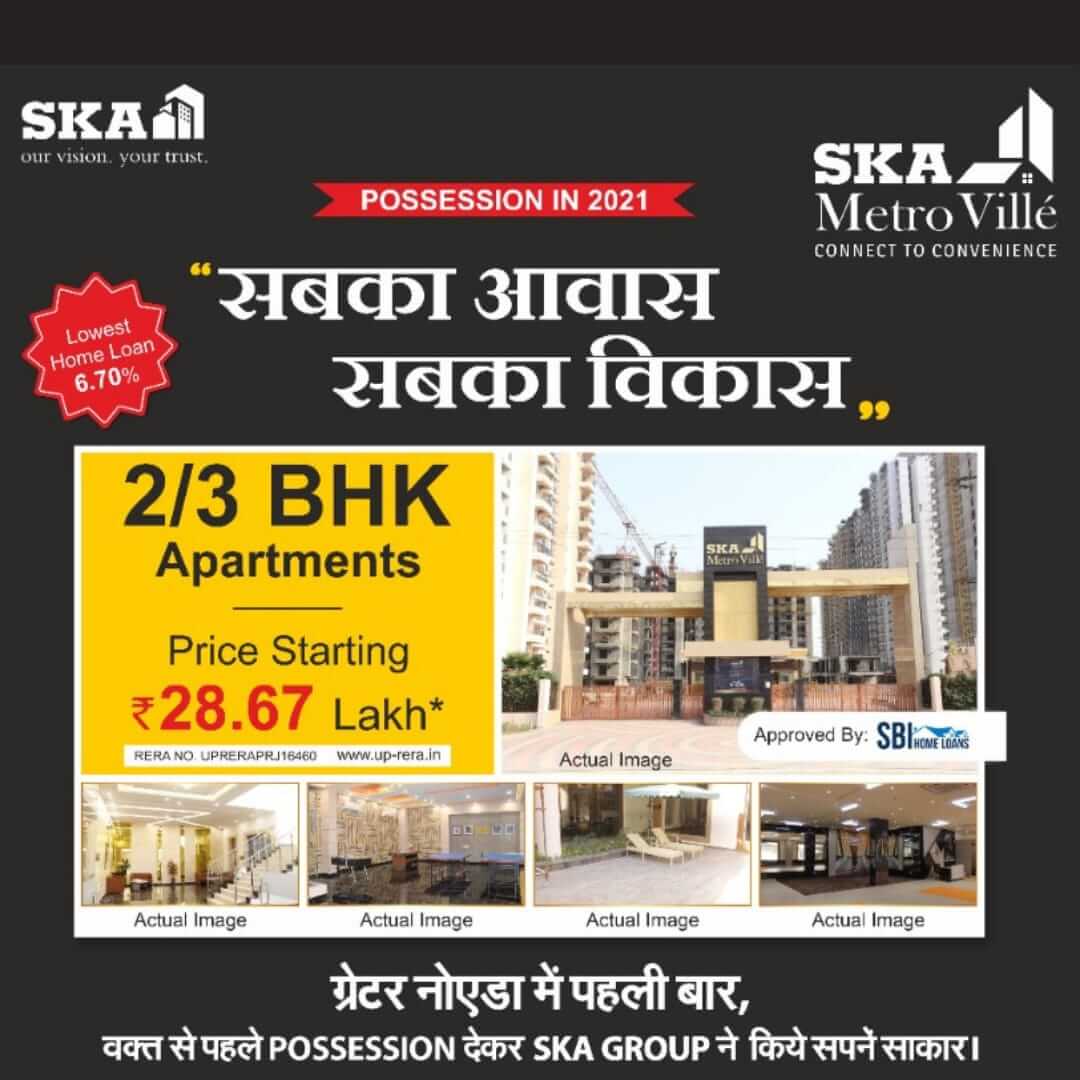 SKA
our vision. your trust.
SKA
Metro Villé
CONNECT TO CONVENIENCE
POSSESSION IN 2021
Lowest
Home Loan
6.70%
“सबका आवास
सबका विकास”
2/3 BHK
Apartments
Price Starting
₹28.67 Lakh*
RERA NO. UPRERAPRJ16460 www.up-rera.in
SKA
Metro Villé
Approved By: SBI HOME LOANS
Actual Image
Actual Image
Actual Image
Actual Image
Actual Image
ग्रेटर नोएडा में पहली बार,
वक्त से पहले POSSESSION देकर SKA GROUP ने किये सपनें साकार।